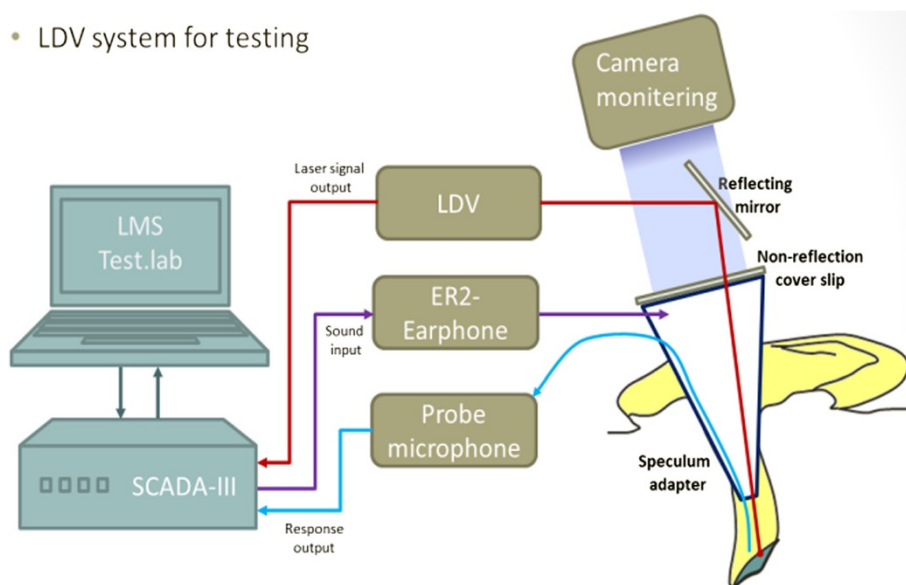 • LDV system for testing
Camera
monitering
Laser signal
output
LDV
Reflecting
mirror
LMS
Test.lab
Non-reflection
cover slip
ER2-
Earphone
Sound
input
Probe
microphone
Speculum
adapter
SCADA-III
Response
output